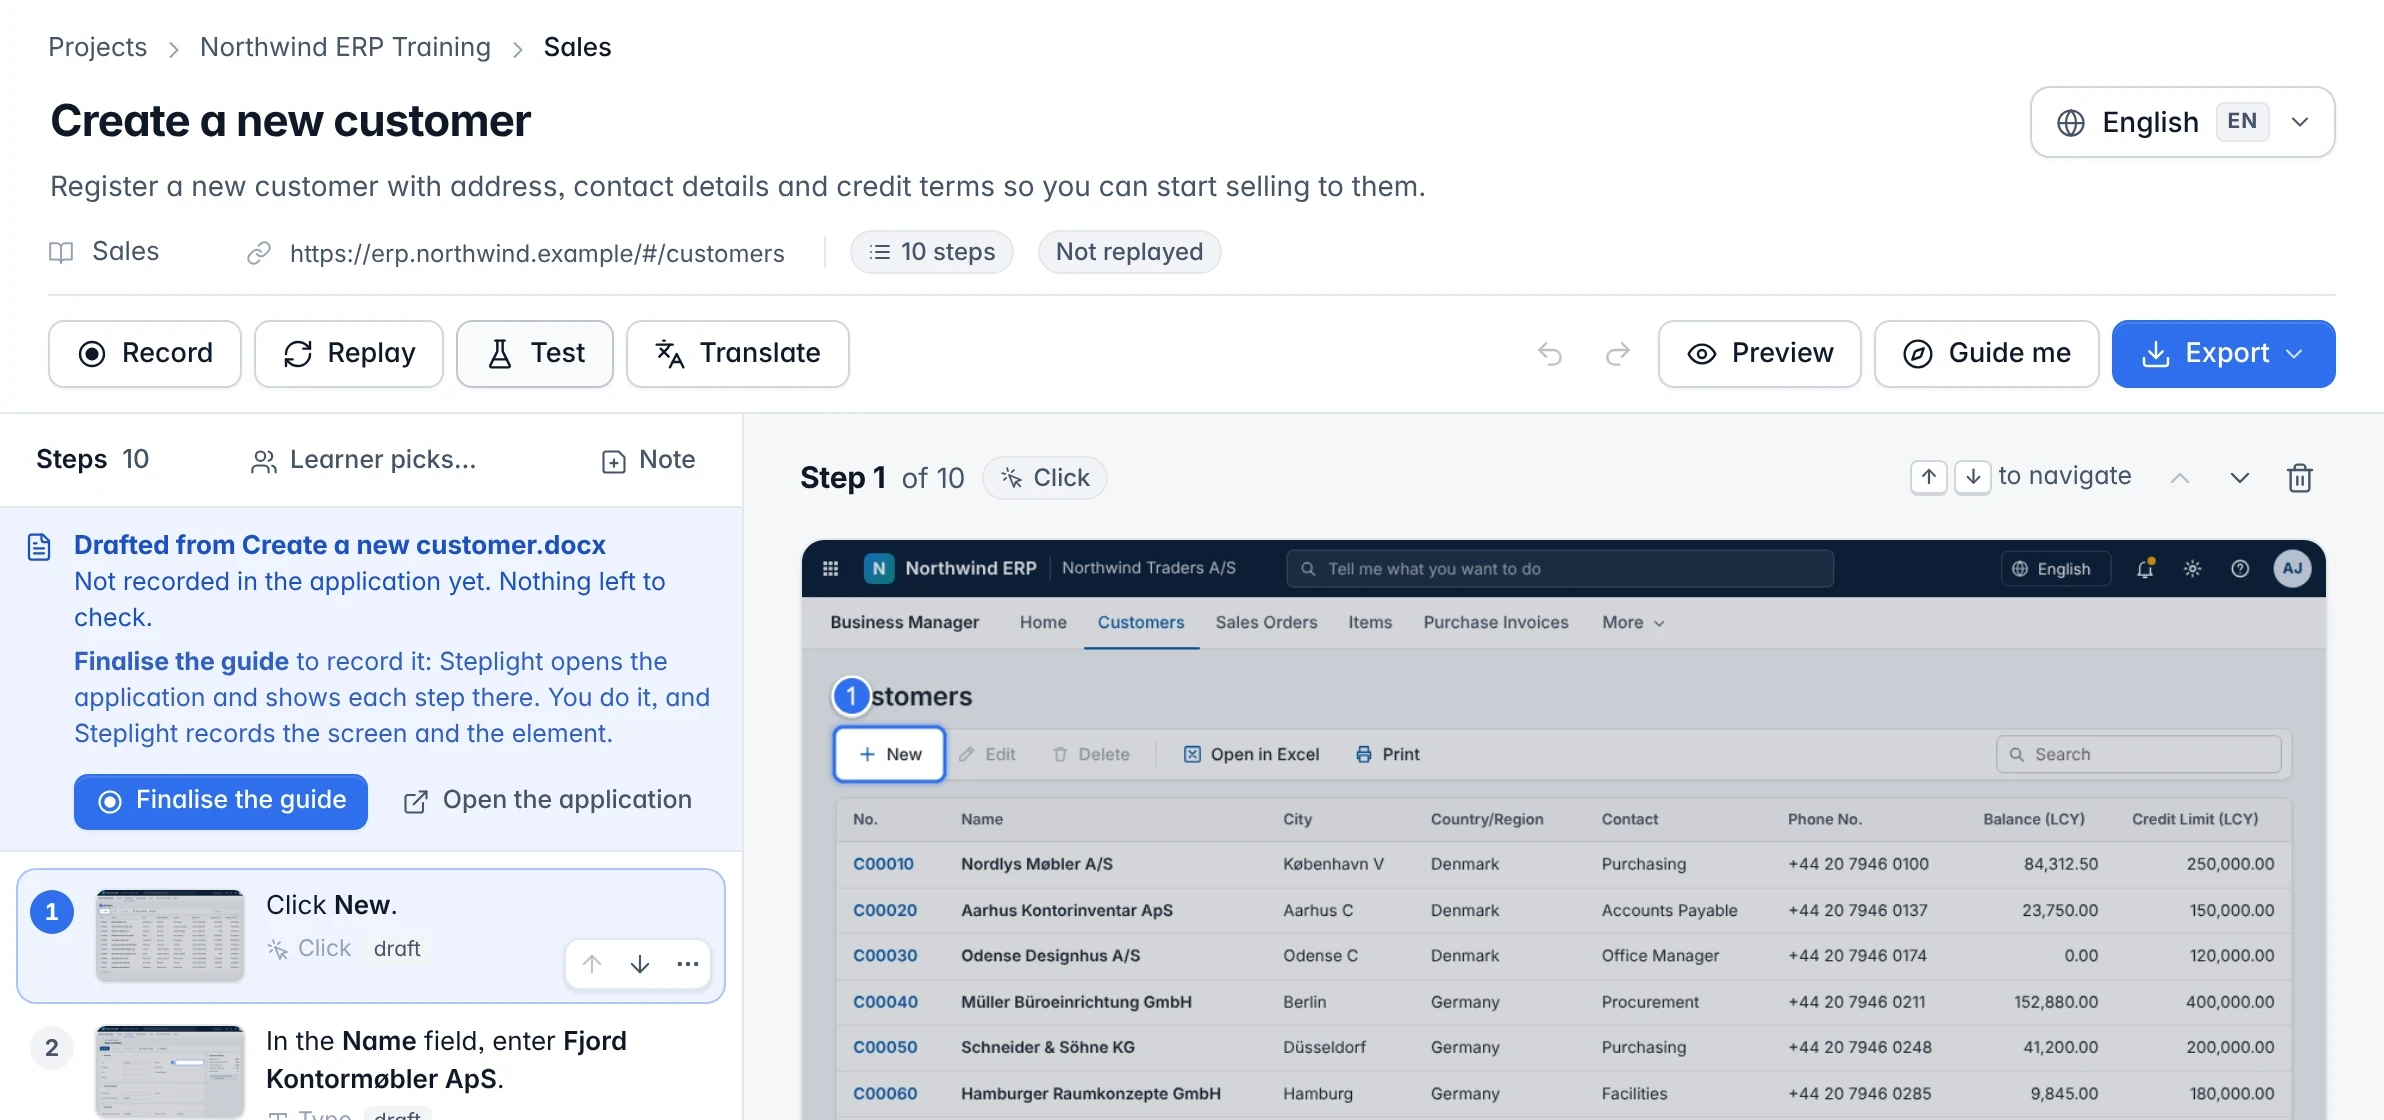 Projects > Northwind ERP Training > Sales
Create a new customer
English EN
Register a new customer with address, contact details and credit terms so you can start selling to them.
Sales https://erp.northwind.example/#/customers 10 steps Not replayed
Record Replay Test Translate Preview Guide me Export
Steps 10 Learner picks... Note
Drafted from Create a new customer.docx
Not recorded in the application yet. Nothing left to
check.
Finalise the guide to record it: Steplight opens the
application and shows each step there. You do it, and
Steplight records the screen and the element.
Finalise the guide Open the application
1 Click New.
Click draft
2 In the Name field, enter Fjord
Kontormøbler ApS.
Type draft
Step 1 of 10 Click ↑ ↓ to navigate
N Northwind ERP Northwind Traders A/S Tell me what you want to do English AJ
Business Manager Home Customers Sales Orders Items Purchase Invoices More
1 stomers
+ New Edit Delete Open in Excel Print Search
No. Name City Country/Region Contact Phone No. Balance (LCY) Credit Limit (LCY)
C00010 Nordlys Møbler A/S København V Denmark Purchasing +44 20 7946 0100 84,312.50 250,000.00
C00020 Aarhus Kontorinventar ApS Aarhus C Denmark Accounts Payable +44 20 7946 0137 23,750.00 150,000.00
C00030 Odense Designhus A/S Odense C Denmark Office Manager +44 20 7946 0174 0.00 120,000.00
C00040 Müller Büroeinrichtung GmbH Berlin Germany Procurement +44 20 7946 0211 152,880.00 400,000.00
C00050 Schneider & Söhne KG Düsseldorf Germany Purchasing +44 20 7946 0248 41,200.00 200,000.00
C00060 Hamburger Raumkonzepte GmbH Hamburg Germany Facilities +44 20 7946 0285 9,845.00 180,000.00